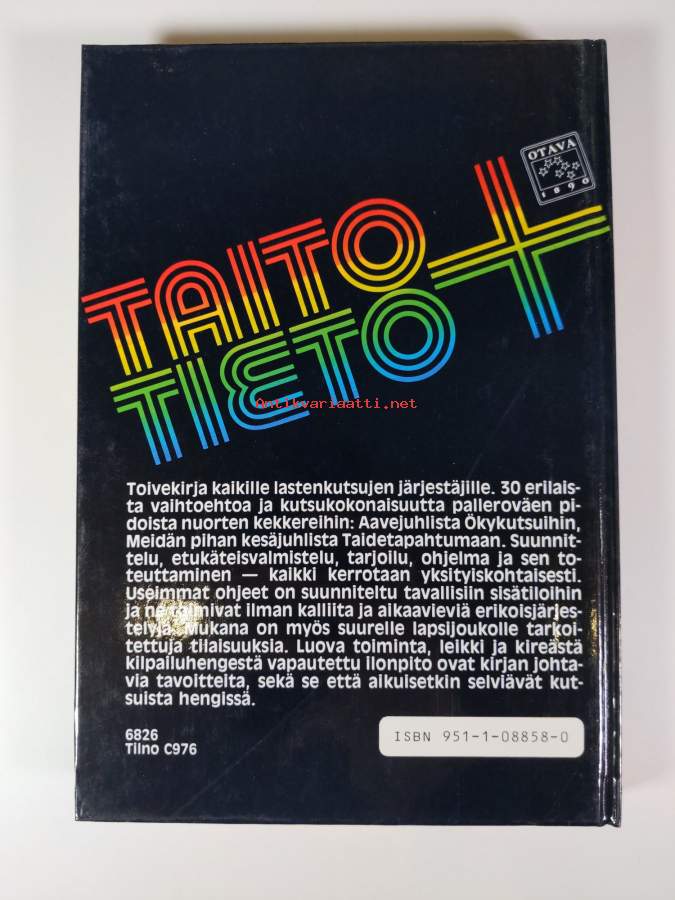 OTAVA
1890
TAITO +
TIETO
Antikvariaatti.net
Toivekirja kaikille lastenkutsujen järjestäjille. 30 erilais-
ta vaihtoehtoa ja kutsukokonaisuutta palleroväen pi-
doista nuorten kekkereihin: Aavejuhlista Ökykutsuihin,
Meidän pihan kesäjuhlista Taidetapahtumaan. Suunnit-
telu, etukäteisvalmistelu, tarjoilu, ohjelma ja sen to-
teuttaminen — kaikki kerrotaan yksityiskohtaisesti.
Useimmat ohjeet on suunniteltu tavallisiin sisätiloihin
ja ne toimivat ilman kalliita ja aikaavieviä erikoisjärjes-
telyjä. Mukana on myös suurelle lapsijoukolle tarkoi-
tettuja tilaisuuksia. Luova toiminta, leikki ja kireästä
kilpailuhengestä vapautettu ilonpito ovat kirjan johta-
via tavoitteita, sekä se että aikuisetkin selviävät kut-
suista hengissä.
6826
Tilno C976
ISBN 951-1-08858-0